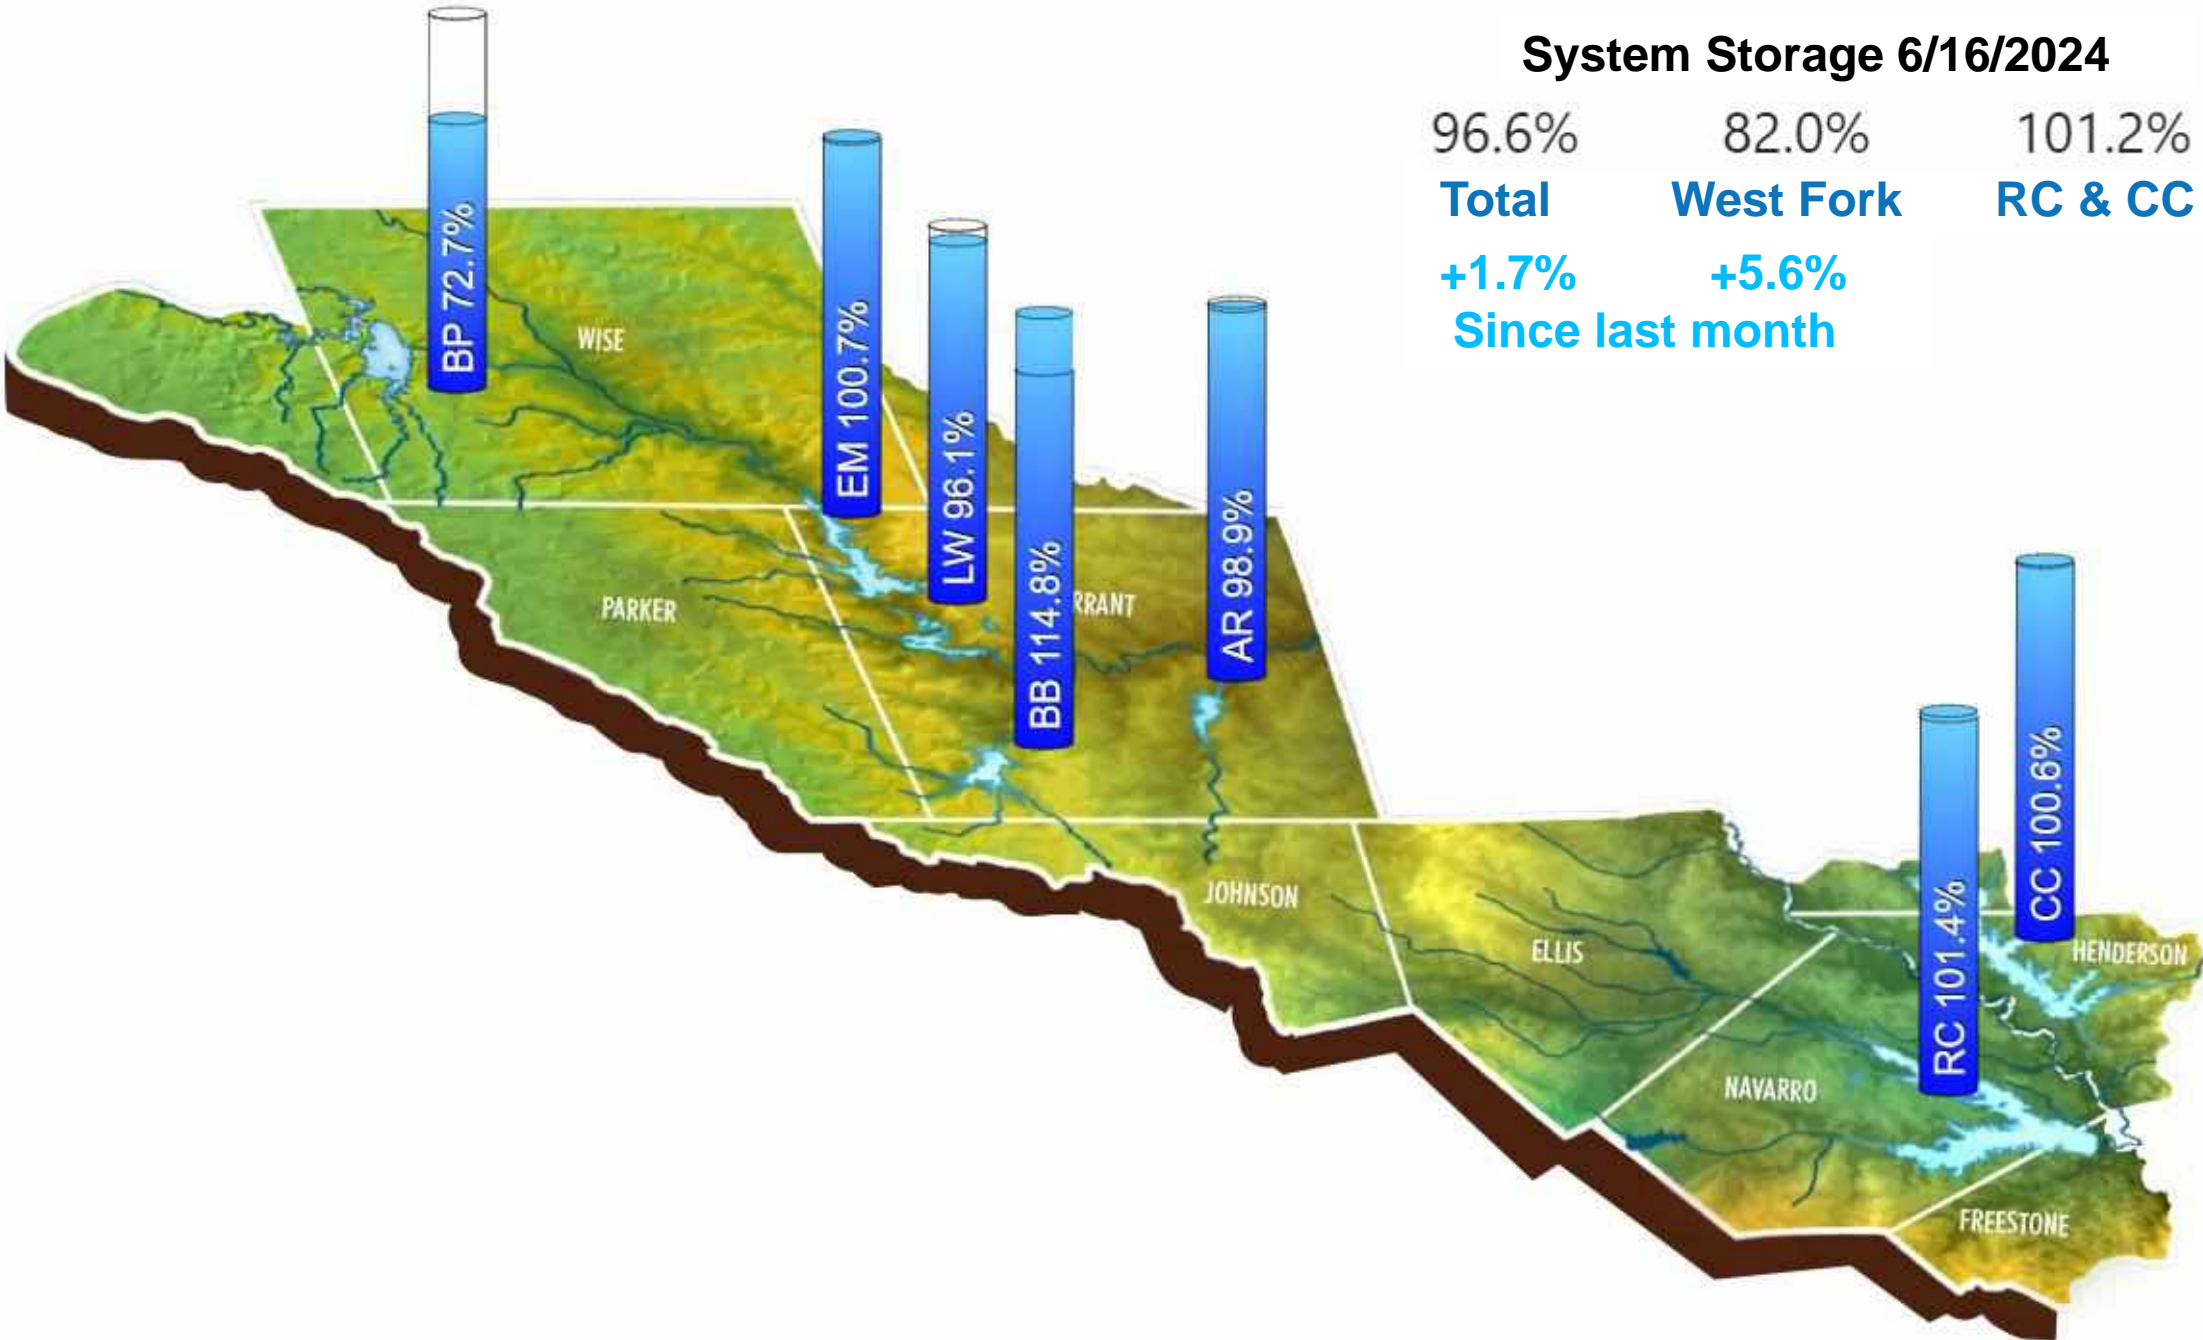 System Storage 6/16/2024
96.6% 82.0% 101.2%
Total West Fork RC & CC
+1.7% +5.6%
Since last month
BP 72.7%
WISE
EM 100.7%
LW 96.1%
BB 114.8%
AR 98.9%
PARKER
RRANT
CC 100.6%
RC 101.4%
JOHNSON
ELLIS
HENDERSON
NAVARRO
FREESTONE